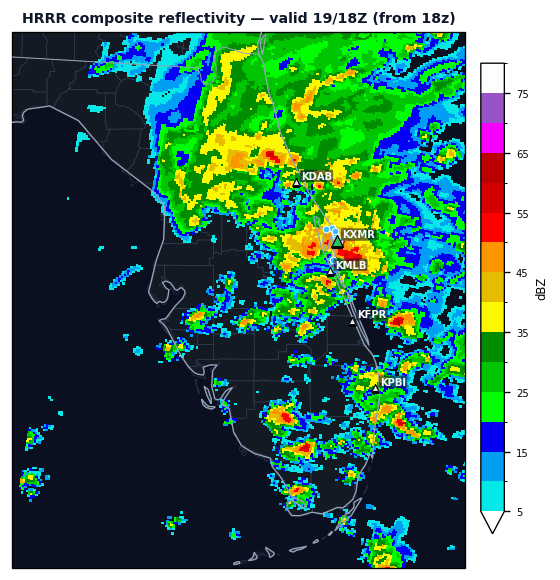 HRRR composite reflectivity — valid 19/18Z (from 18z)
KDAB
KXMR
KMLB
KFPR
KPBI
75
65
55
45
35
25
15
5
dBZ